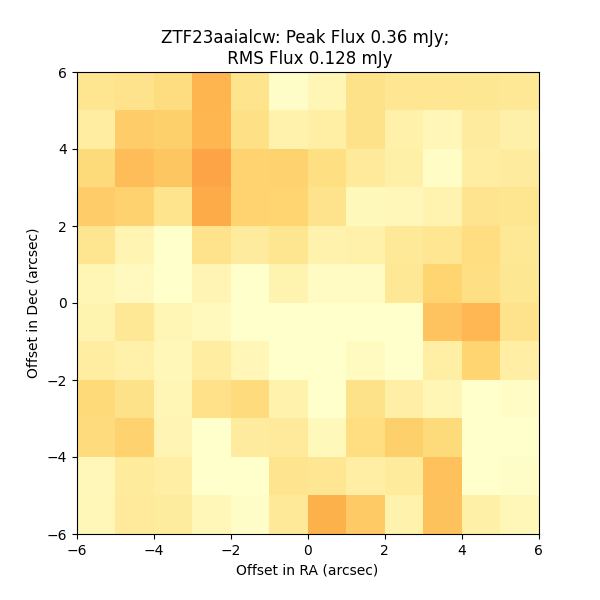 ZTF23aaialcw: Peak Flux 0.36 mJy;
RMS Flux 0.128 mJy
6
4
2
0
−2
−4
−6
Offset in Dec (arcsec)
−6 −4 −2 0 2 4 6
Offset in RA (arcsec)